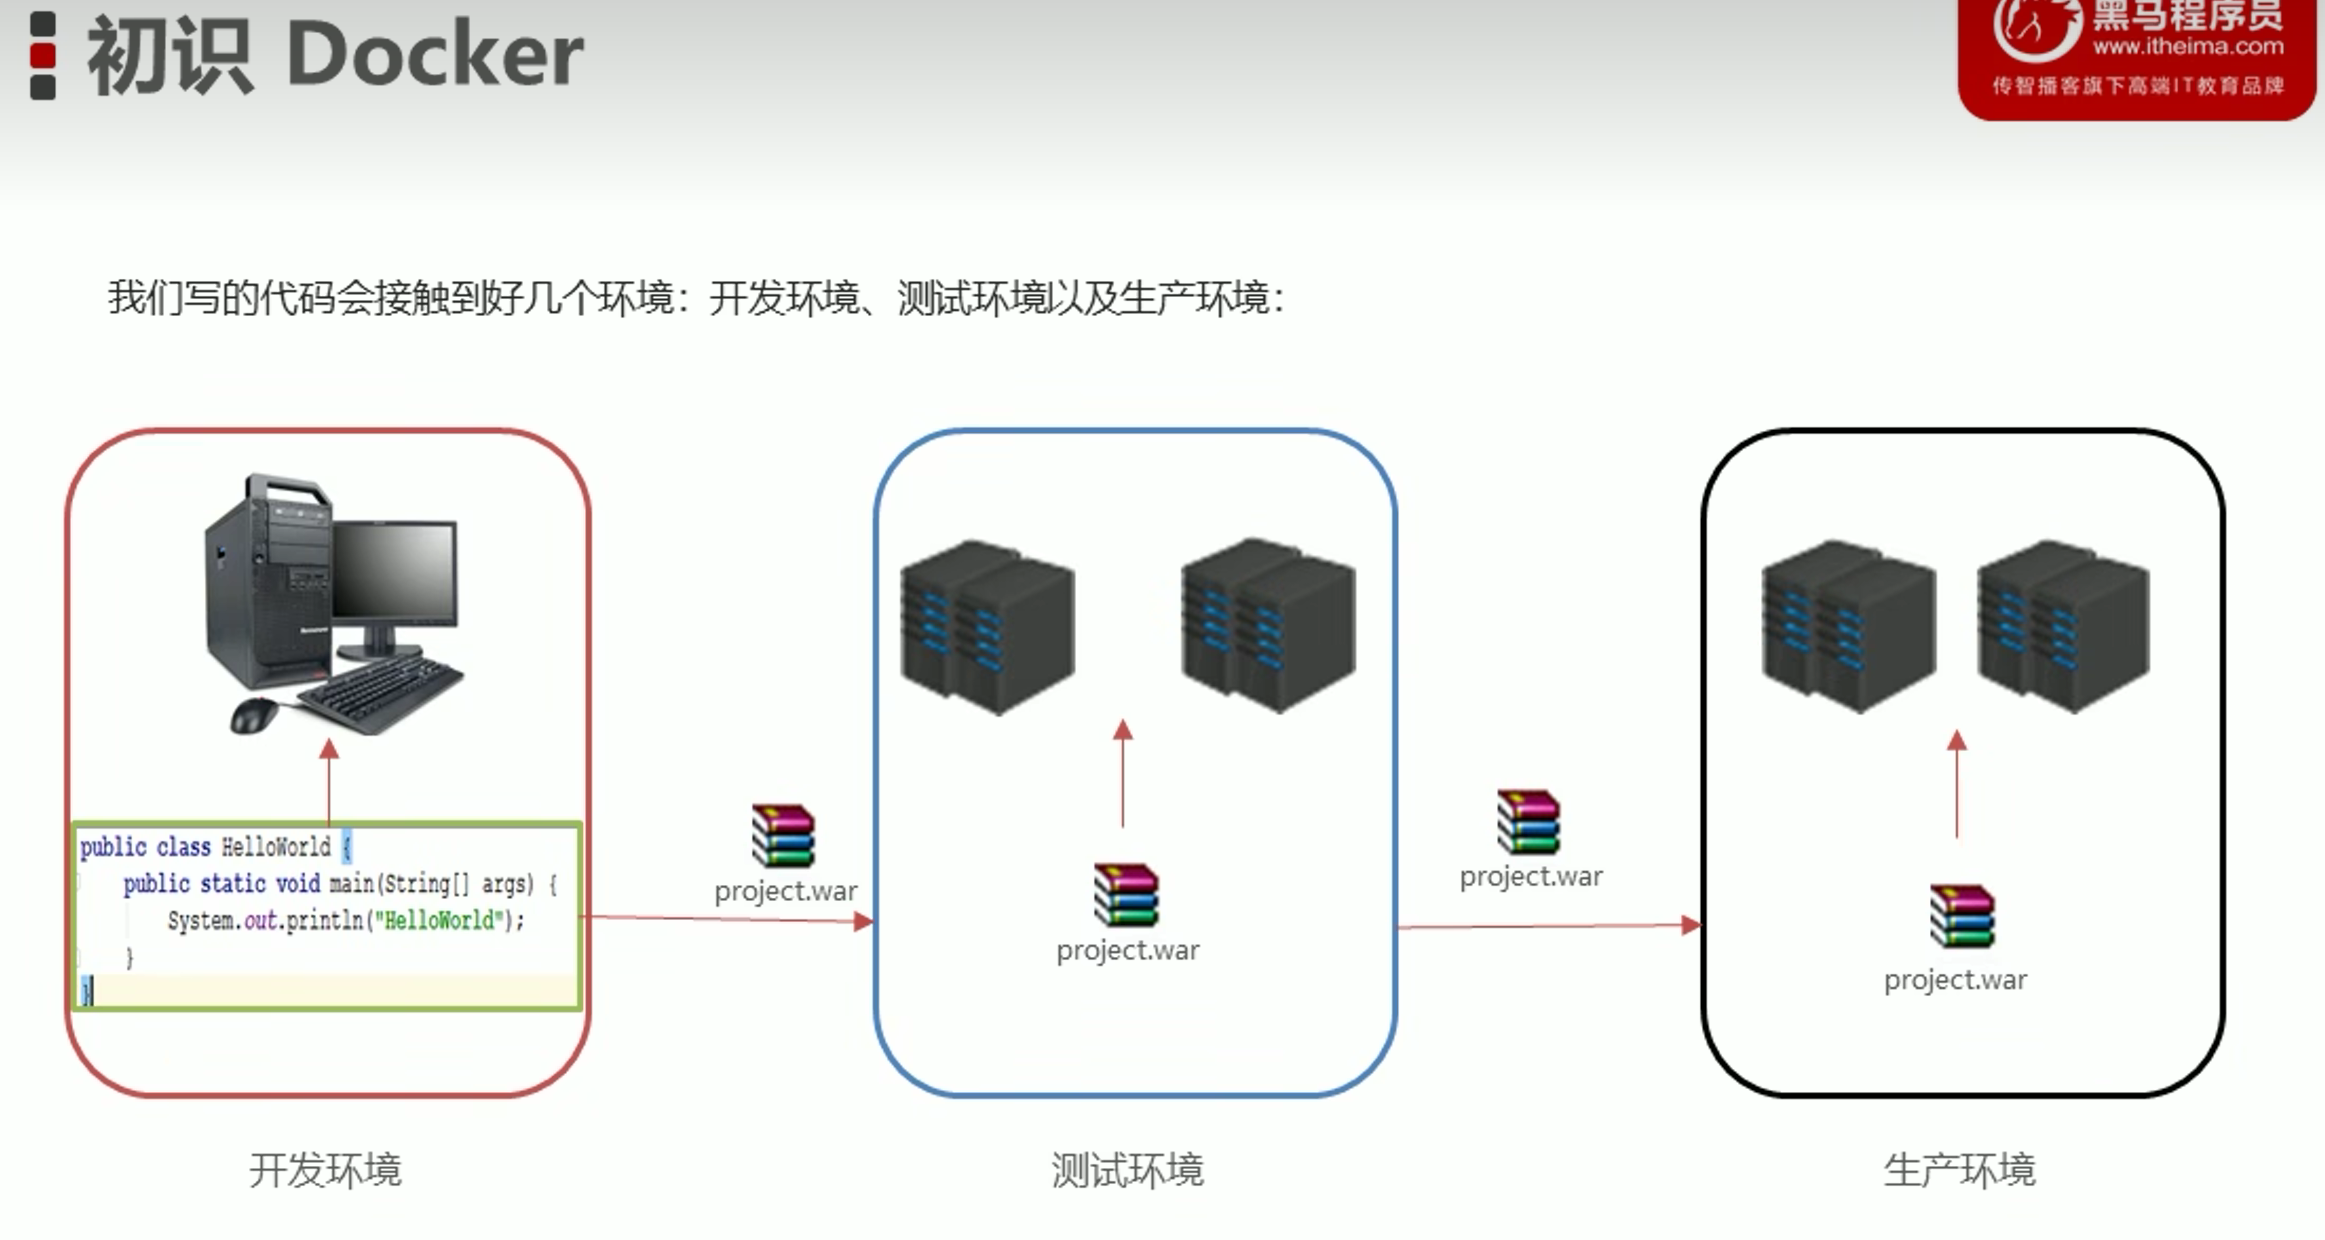 初识 Docker
黑马程序员
www.itheima.com
传智播客旗下高端IT教育品牌
我们写的代码会接触到好几个环境：开发环境、测试环境以及生产环境：
public class HelloWorld {
public static void main(String[] args) {
System.out.println("HelloWorld");
}
}
project.war
project.war
project.war
project.war
开发环境
测试环境
生产环境